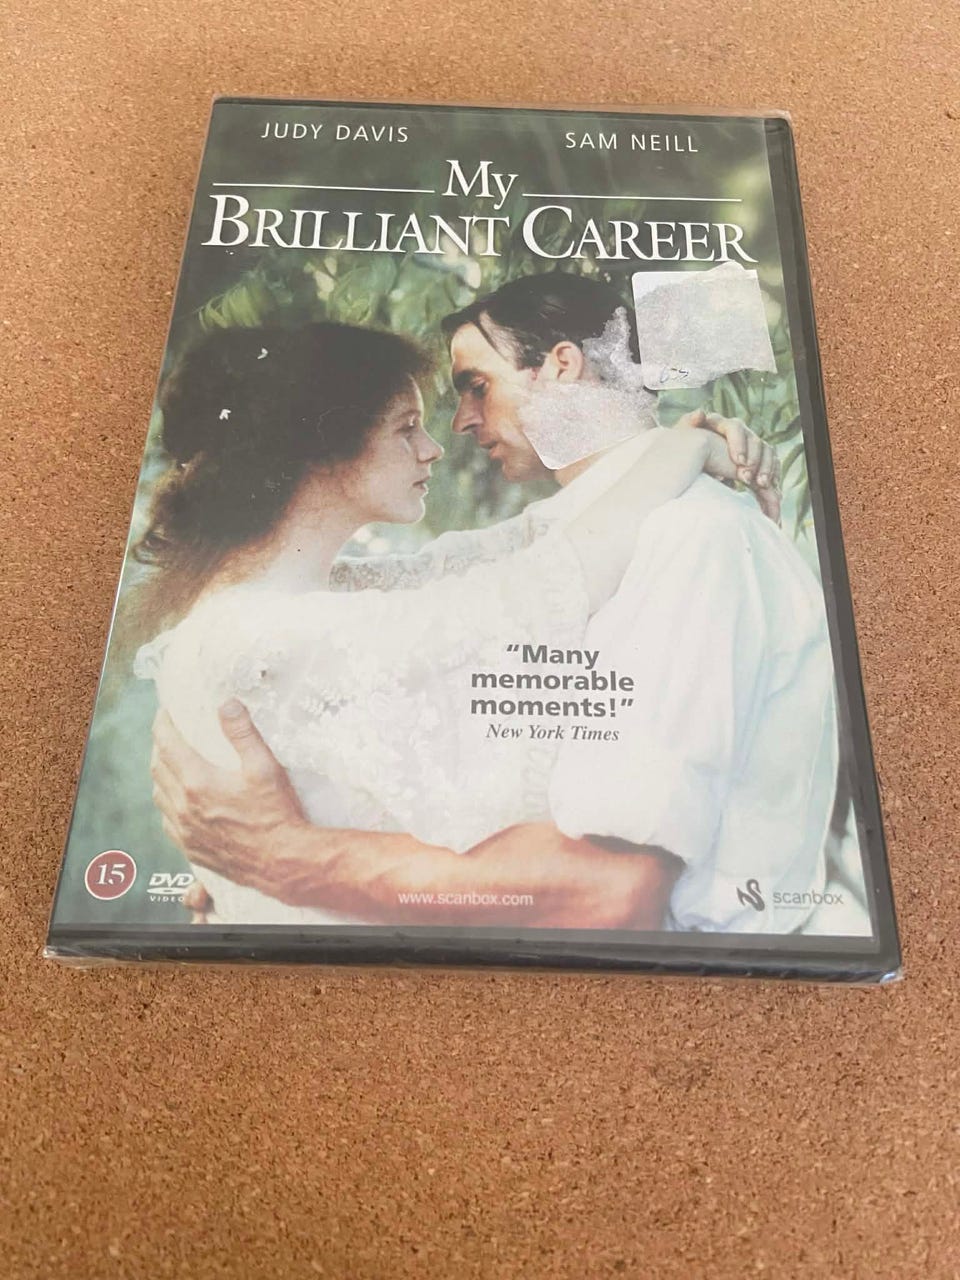 JUDY DAVIS
SAM NEILL
My
BRILLIANT CAREER
"Many
memorable
moments!"
New York Times
15
DVD
VIDEO
www.scanbox.com
scanbox